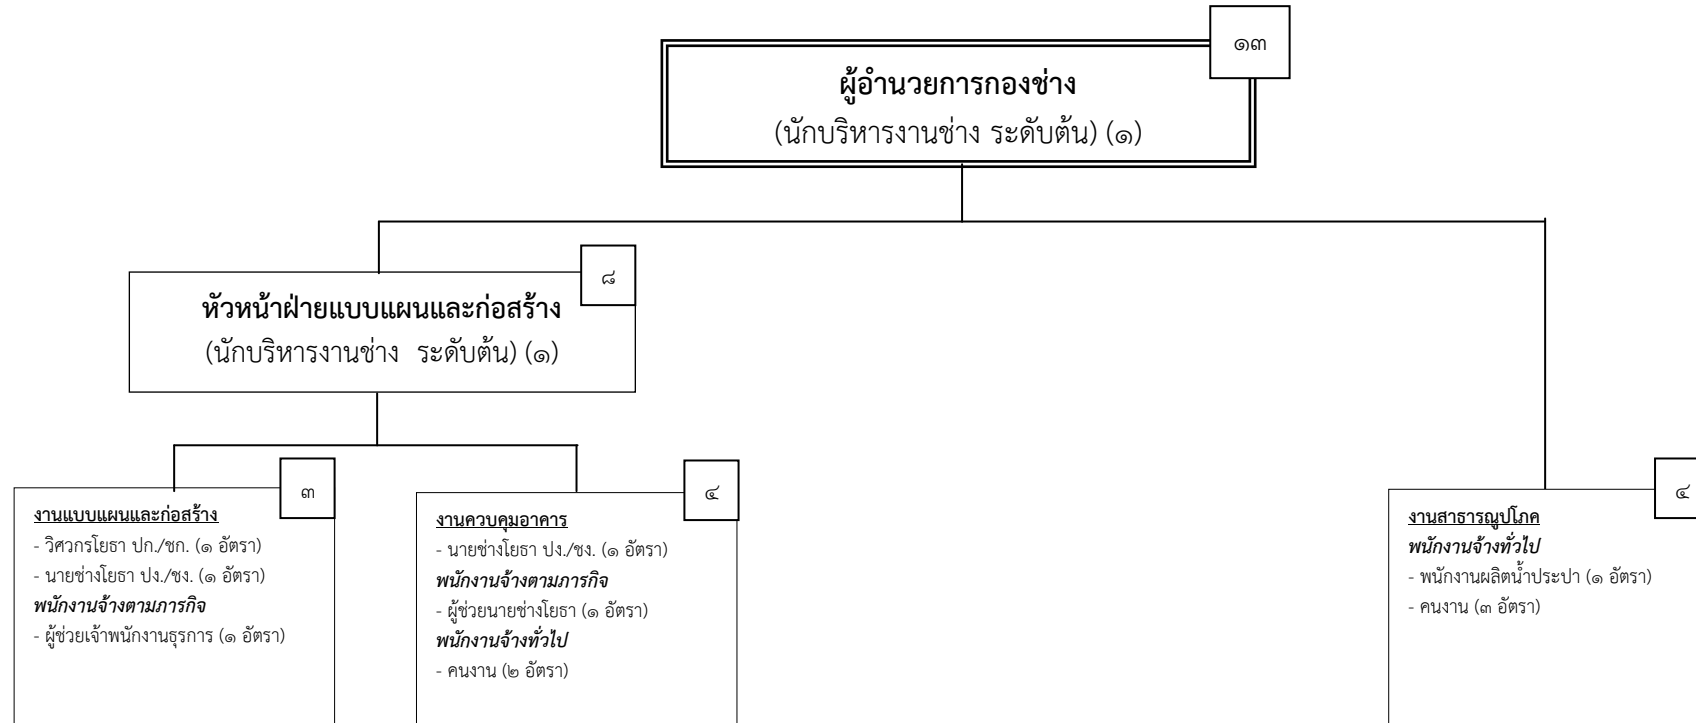 ๑๓
ผู้อำนวยการกองช่าง
(นักบริหารงานช่าง ระดับต้น) (๑)
๘
หัวหน้าฝ่ายแบบแผนและก่อสร้าง
(นักบริหารงานช่าง ระดับต้น) (๑)
๓
งานแบบแผนและก่อสร้าง
- วิศวกรโยธา ปก./ชก. (๑ อัตรา)
- นายช่างโยธา ปง./ชง. (๑ อัตรา)
พนักงานจ้างตามภารกิจ
- ผู้ช่วยเจ้าพนักงานธุรการ (๑ อัตรา)
๔
งานควบคุมอาคาร
- นายช่างโยธา ปง./ชง. (๑ อัตรา)
พนักงานจ้างตามภารกิจ
- ผู้ช่วยนายช่างโยธา (๑ อัตรา)
พนักงานจ้างทั่วไป
- คนงาน (๒ อัตรา)
๔
งานสาธารณูปโภค
พนักงานจ้างทั่วไป
- พนักงานผลิตน้ำประปา (๑ อัตรา)
- คนงาน (๓ อัตรา)